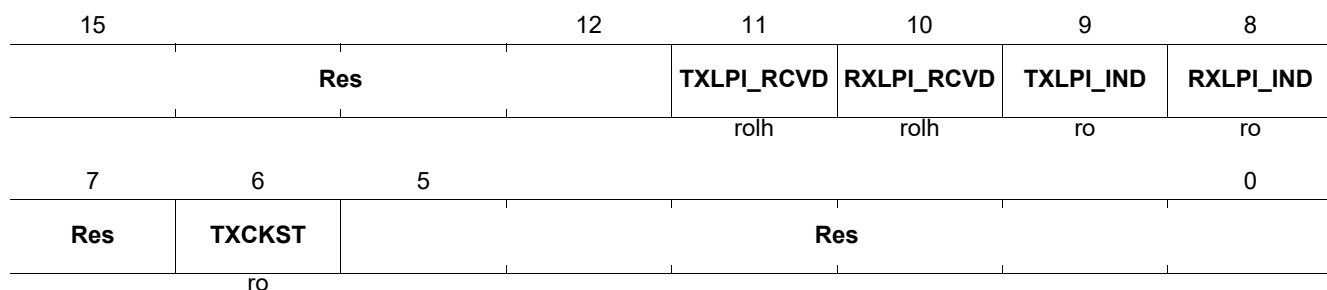 15 12 11 10 9 8
Res TXLPI_RCVD RXLPI_RCVD TXLPI_IND RXLPI_IND
rolh rolh ro ro
7 6 5 0
Res TXCKST Res
ro